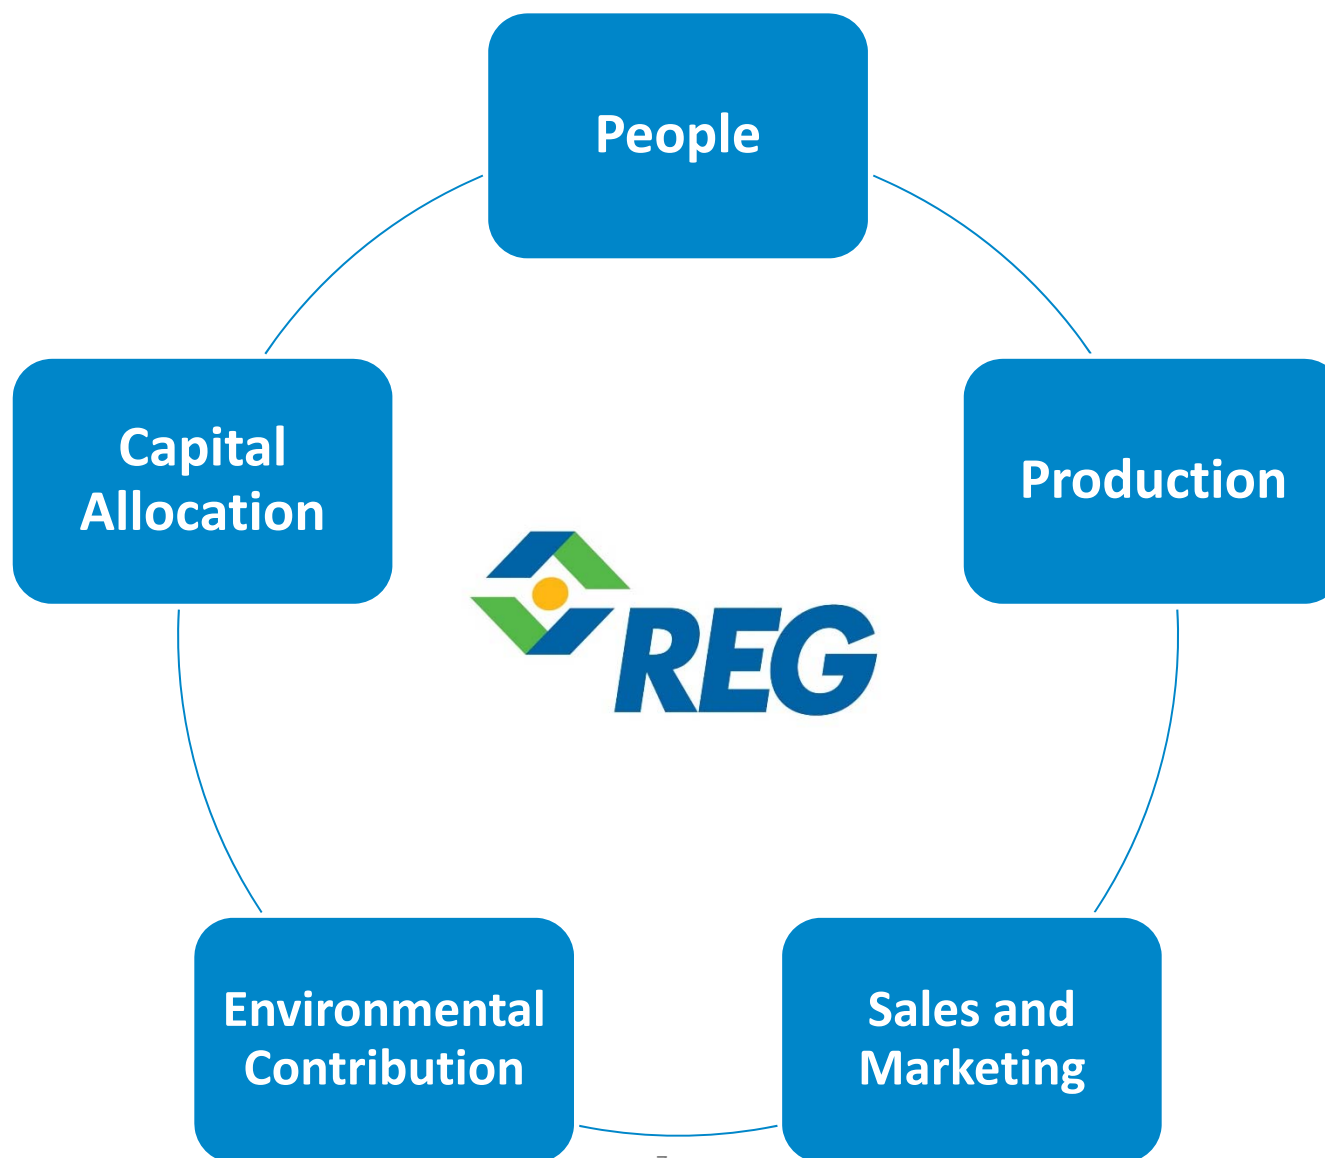 People
Capital
Allocation
Production
REG
Environmental
Contribution
Sales and
Marketing